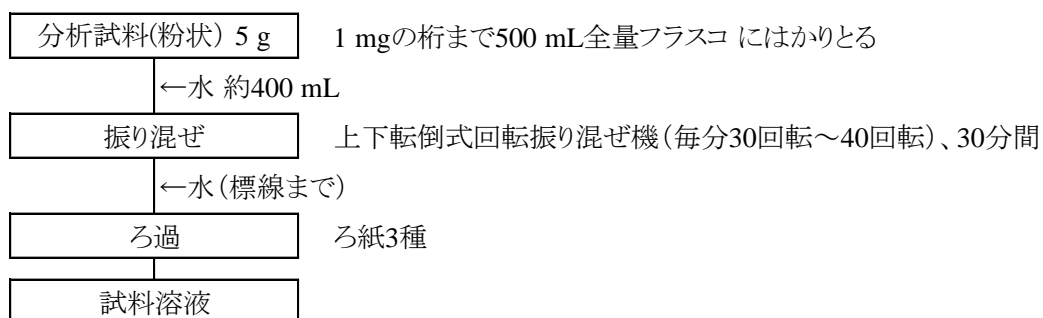 分析試料(粉状) 5 g 1 mgの桁まで500 mL全量フラスコ にはかりとる
←水 約400 mL
振り混ぜ 上下転倒式回転振り混ぜ機(毎分30回転~40回転)、30分間
←水(標線まで)
ろ過 ろ紙3種
試料溶液